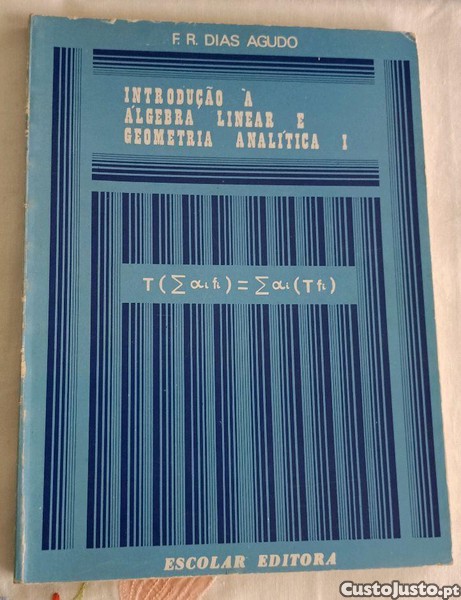 F. R. DIAS AGUDO
INTRODUÇÃO À
ÁLGEBRA LINEAR E
GEOMETRIA ANALÍTICA I
T(∑αᵢfᵢ)=∑αᵢ(Tfᵢ)
ESCOLAR EDITORA
CustoJusto.pt